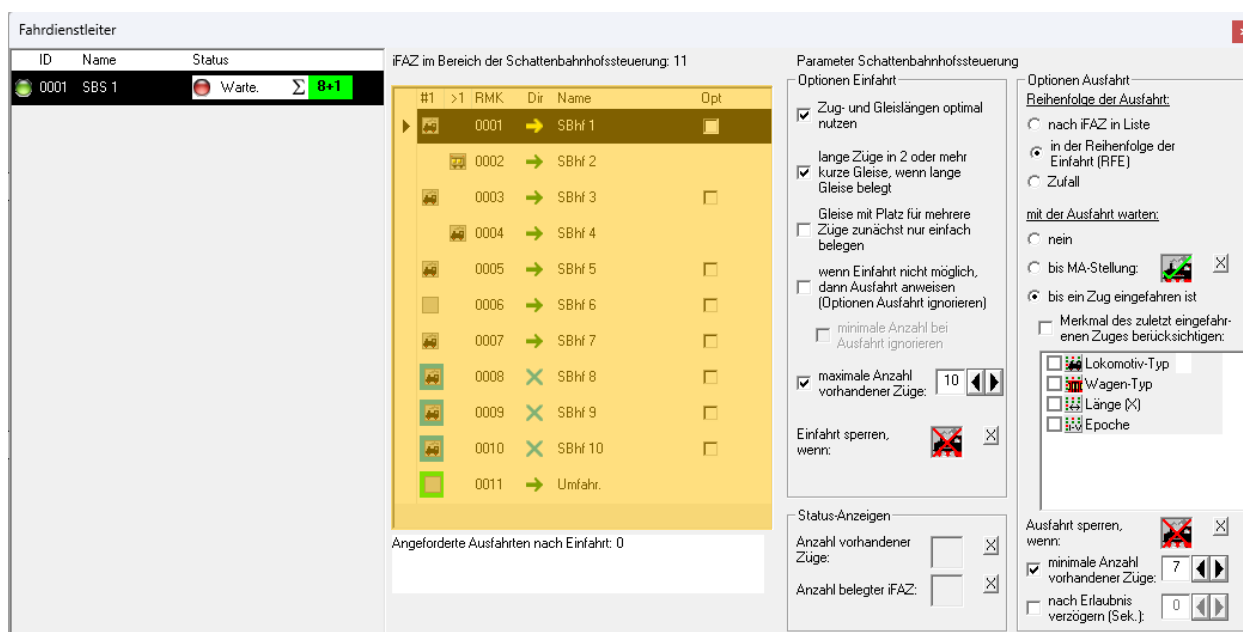 Fahrdienstleiter
ID Name Status
0001 SBS 1 Warte. Σ 8+1
iFAZ im Bereich der Schattenbahnhofssteuerung: 11
#1 >1 RMK Dir Name Opt
0001 SBhf 1
0002 SBhf 2
0003 SBhf 3
0004 SBhf 4
0005 SBhf 5
0006 SBhf 6
0007 SBhf 7
0008 SBhf 8
0009 SBhf 9
0010 SBhf 10
0011 Umfahr.
Angeforderte Ausfahrten nach Einfahrt: 0
Parameter Schattenbahnhofssteuerung
Optionen Einfahrt
Zug- und Gleislängen optimal
nutzen
lange Züge in 2 oder mehr
kurze Gleise, wenn lange
Gleise belegt
Gleise mit Platz für mehrere
Züge zunächst nur einfach
belegen
wenn Einfahrt nicht möglich,
dann Ausfahrt anweisen
(Optionen Ausfahrt ignorieren)
minimale Anzahl bei
Ausfahrt ignorieren
maximale Anzahl
vorhandener Züge: 10
Einfahrt sperren,
wenn: X
Status-Anzeigen
Anzahl vorhandener
Züge: X
Anzahl belegter iFAZ: X
Optionen Ausfahrt
Reihenfolge der Ausfahrt:
nach iFAZ in Liste
in der Reihenfolge der
Einfahrt (RFE)
Zufall
mit der Ausfahrt warten:
nein
bis MA-Stellung: X
bis ein Zug eingefahren ist
Merkmal des zuletzt eingefahr-
enen Zuges berücksichtigen:
Lokomotiv-Typ
Wagen-Typ
Länge (X)
Epoche
Ausfahrt sperren,
wenn: X
minimale Anzahl
vorhandener Züge: 7
nach Erlaubnis
verzögern (Sek.): 0